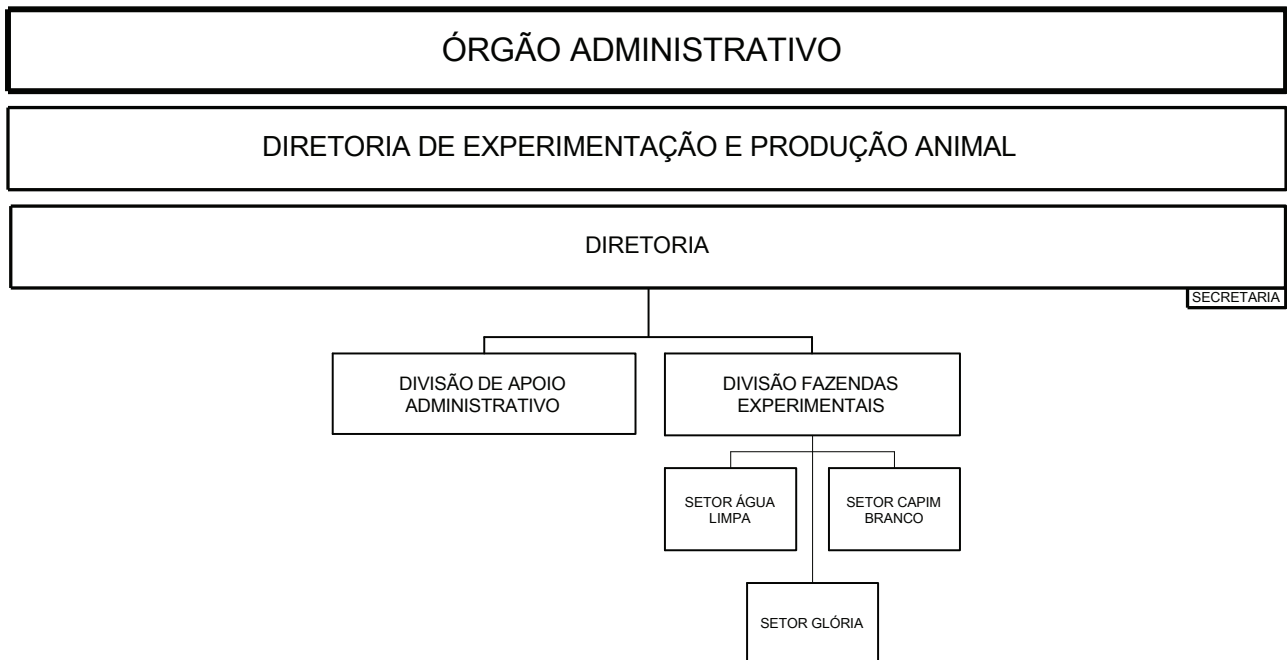 ÓRGÃO ADMINISTRATIVO
DIRETORIA DE EXPERIMENTAÇÃO E PRODUÇÃO ANIMAL
DIRETORIA
SECRETARIA
DIVISÃO DE APOIO
ADMINISTRATIVO
DIVISÃO FAZENDAS
EXPERIMENTAIS
SETOR ÁGUA
LIMPA
SETOR CAPIM
BRANCO
SETOR GLÓRIA